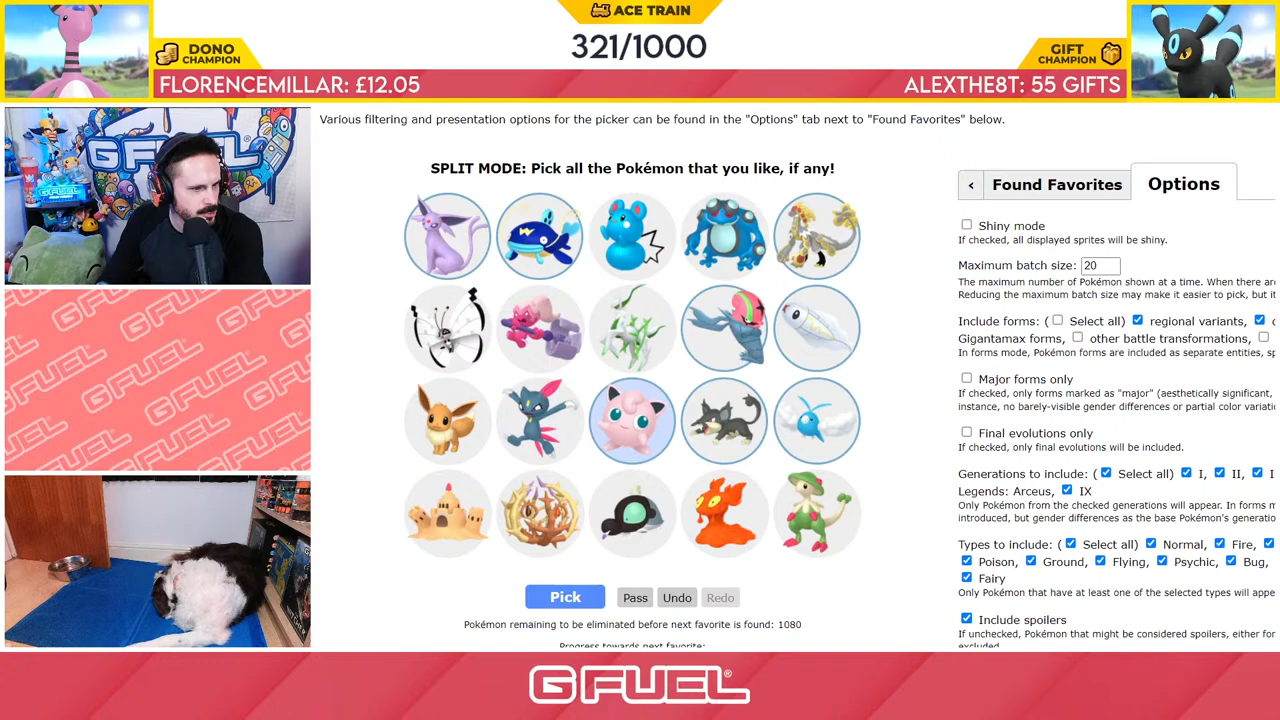 ACE TRAIN
321/1000
DONO
CHAMPION
FLORENCEMILLAR: £12.05
GIFT
CHAMPION
ALEXTHE8T: 55 GIFTS
Various filtering and presentation options for the picker can be found in the "Options" tab next to "Found Favorites" below.
SPLIT MODE: Pick all the Pokémon that you like, if any!
Pick
Pass
Undo
Redo
Pokémon remaining to be eliminated before next favorite is found: 1080
Progress towards next favorite:
‹
Found Favorites
Options
Shiny mode
If checked, all displayed sprites will be shiny.
Maximum batch size: 20
The maximum number of Pokémon shown at a time. When there are
Reducing the maximum batch size may make it easier to pick, but it
Include forms: ( Select all) regional variants,
Gigantamax forms, other battle transformations,
In forms mode, Pokémon forms are included as separate entities, sp
Major forms only
If checked, only forms marked as "major" (aesthetically significant,
instance, no barely-visible gender differences or partial color variatio
Final evolutions only
If checked, only final evolutions will be included.
Generations to include: ( Select all) I, II, I
Legends: Arceus, IX
Only Pokémon from the checked generations will appear. In forms m
introduced, but gender differences as the base Pokémon's generatio
Types to include: ( Select all) Normal, Fire,
Poison, Ground, Flying, Psychic, Bug,
Fairy
Only Pokémon that have at least one of the selected types will appe
Include spoilers
If unchecked, Pokémon that might be considered spoilers, either for
excluded.
GFUEL
G FUEL®